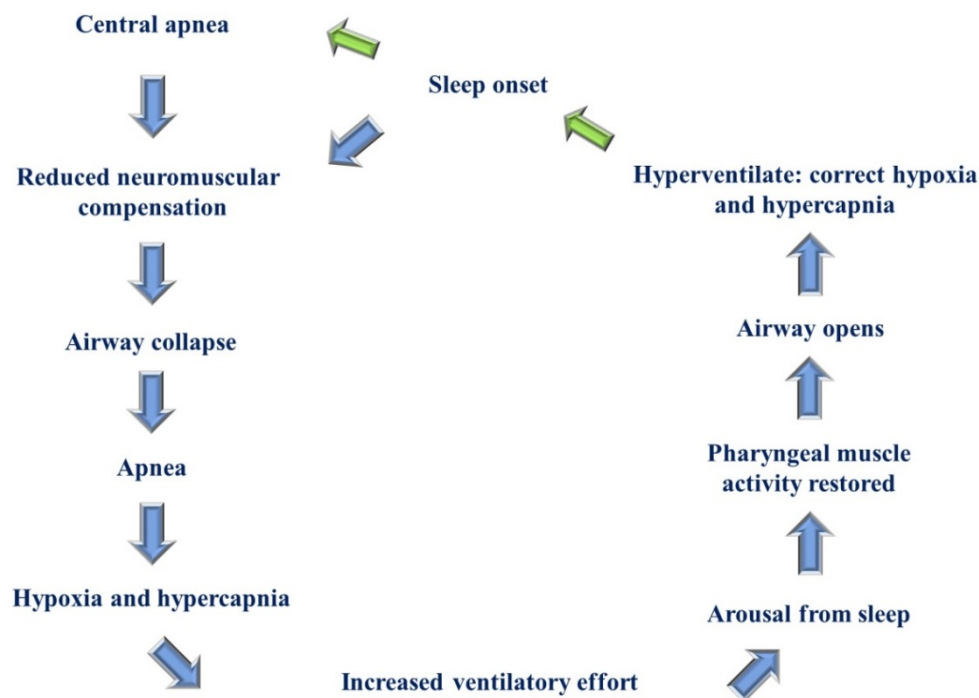 Central apnea
Sleep onset
Reduced neuromuscular
compensation
Hyperventilate: correct hypoxia
and hypercapnia
Airway collapse
Airway opens
Apnea
Pharyngeal muscle
activity restored
Hypoxia and hypercapnia
Arousal from sleep
Increased ventilatory effort